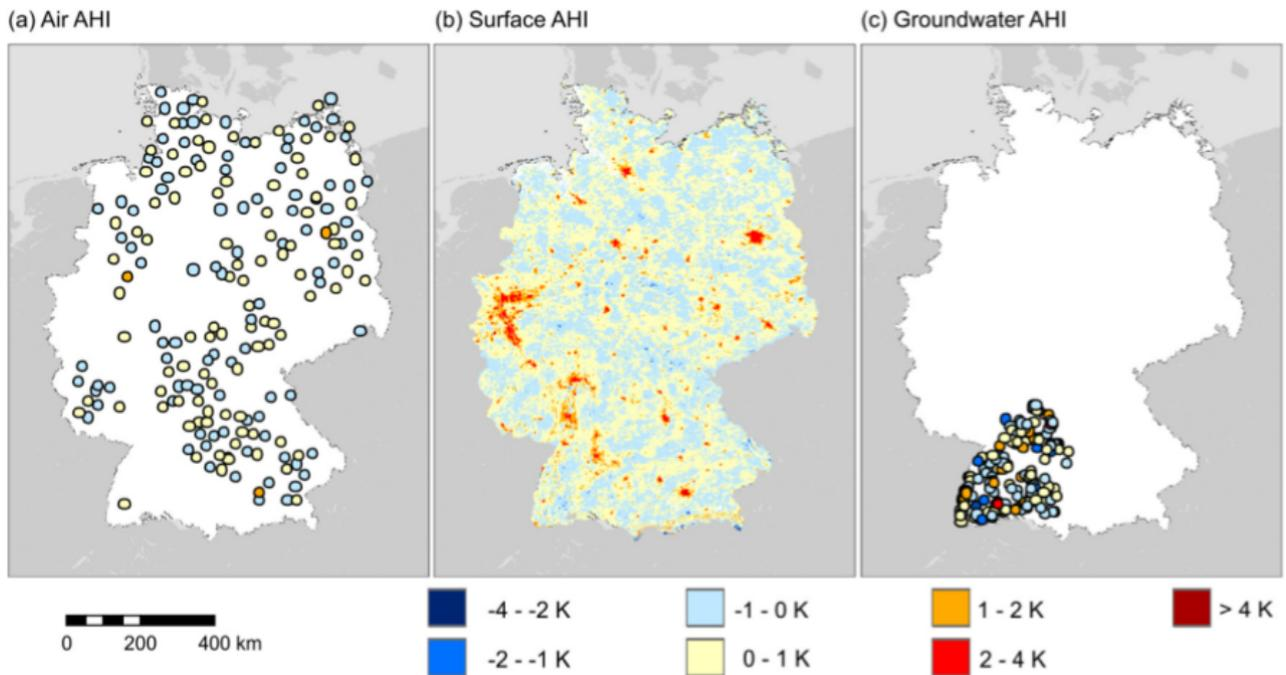 (a) Air AHI
(b) Surface AHI
(c) Groundwater AHI
-4 - -2 K
-1 - 0 K
1 - 2 K
> 4 K
0 200 400 km
-2 - -1 K
0 - 1 K
2 - 4 K